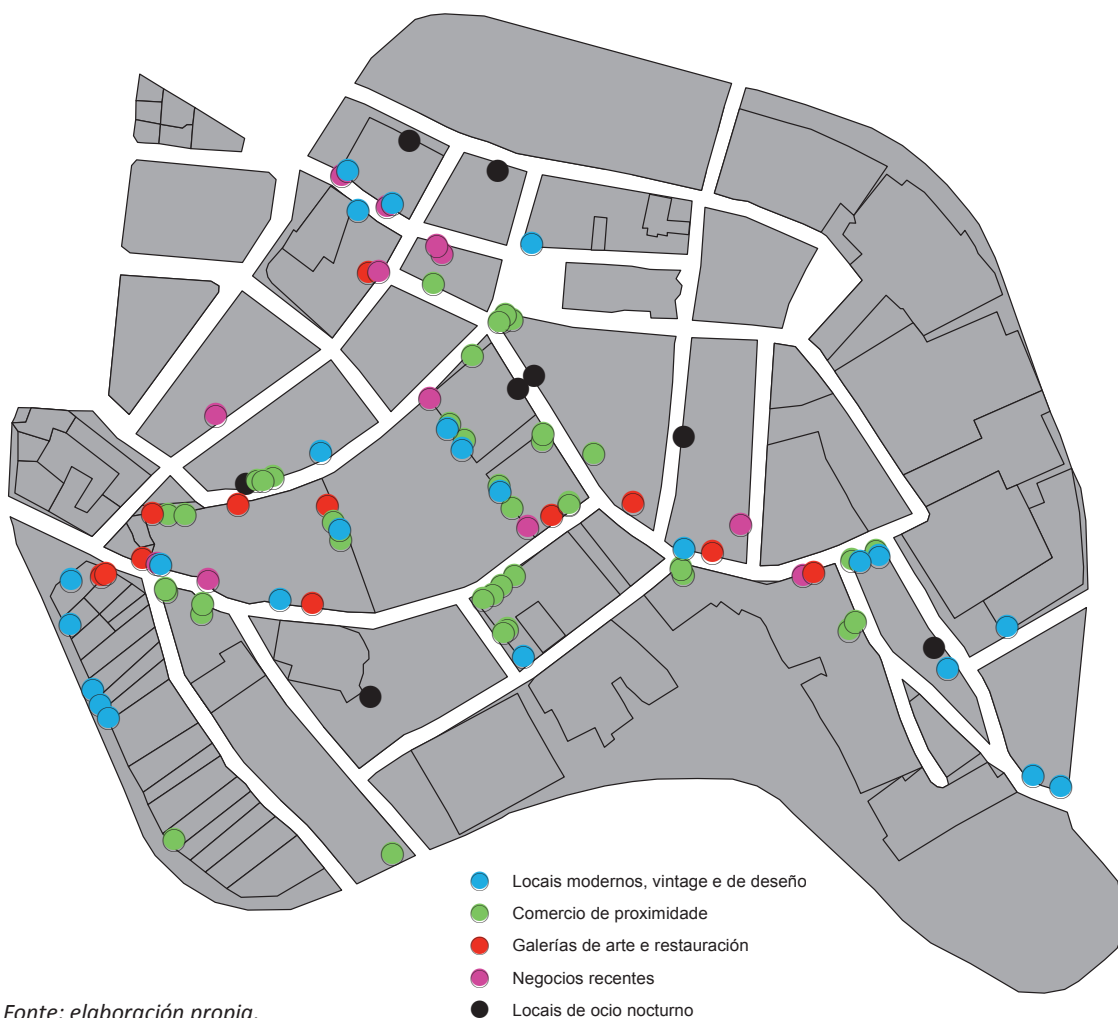 Locais modernos, vintage e de deseño
Comercio de proximidade
Galerías de arte e restauración
Negocios recentes
Locais de ocio nocturno
Fonte: elaboración propia.